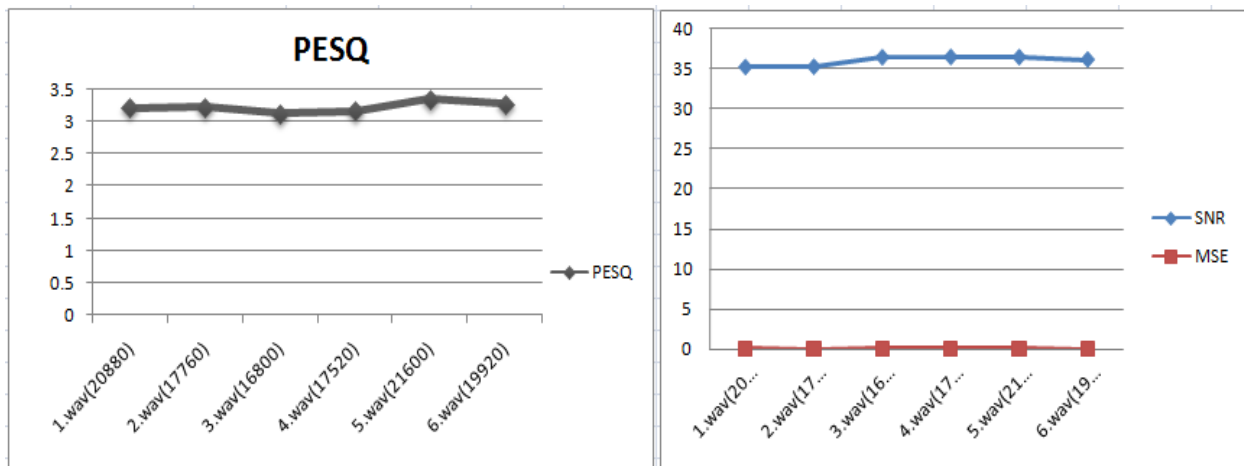 PESQ
3.5
3
2.5
2
1.5
1
0.5
0
1.wav(20880)
2.wav(17760)
3.wav(16800)
4.wav(17520)
5.wav(21600)
6.wav(19920)
PESQ
40
35
30
25
20
15
10
5
0
1.wav(20...
2.wav(17...
3.wav(16...
4.wav(17...
5.wav(21...
6.wav(19...
SNR
MSE